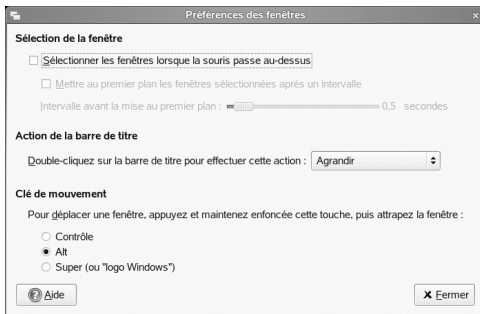 Préférences des fenêtres
Sélection de la fenêtre
Sélectionner les fenêtres lorsque la souris passe au-dessus
Mettre au premier plan les fenêtres sélectionnées après un intervalle
Intervalle avant la mise au premier plan : 0,5 secondes
Action de la barre de titre
Double-cliquez sur la barre de titre pour effectuer cette action : Agrandir
Clé de mouvement
Pour déplacer une fenêtre, appuyez et maintenez enfoncée cette touche, puis attrapez la fenêtre :
Contrôle
Alt
Super (ou "logo Windows")
Aide Fermer